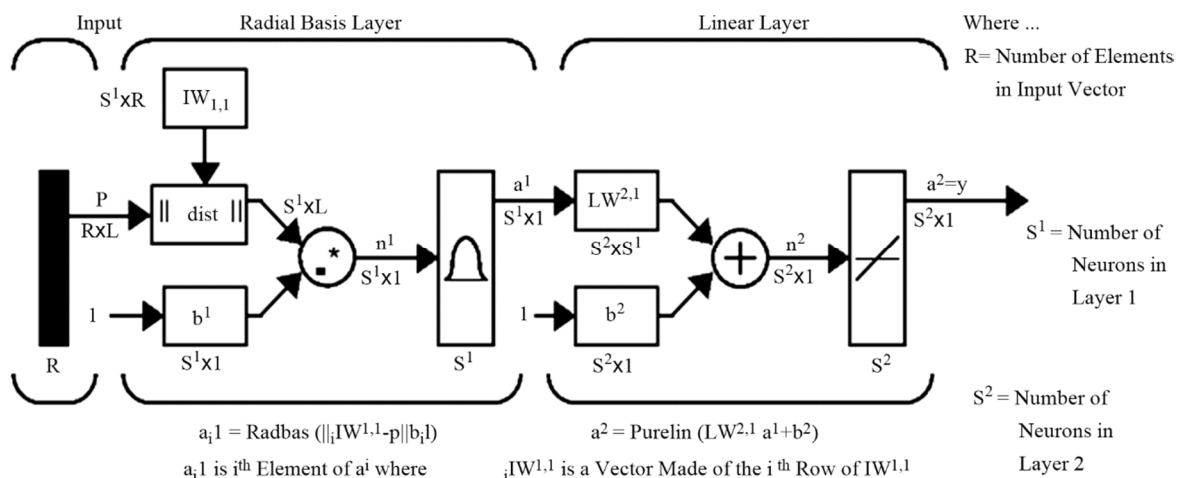 Input
Radial Basis Layer
Linear Layer
Where ...
R= Number of Elements
in Input Vector
S¹xR
IW₁,₁
P
RxL
|| dist ||
S¹xL
.*
n¹
S¹x1
a¹
S¹x1
LW²,¹
S²xS¹
+
n²
S²x1
a²=y
S²x1
S¹ = Number of
Neurons in
Layer 1
1
b¹
S¹x1
R
S¹
1
b²
S²x1
S²
S² = Number of
Neurons in
Layer 2
aᵢ1 = Radbas (||ᵢIW¹,¹-p||bᵢl)
a² = Purelin (LW²,¹ a¹+b²)
aᵢ1 is iᵗʰ Element of aⁱ where
ᵢIW¹,¹ is a Vector Made of the i ᵗʰ Row of IW¹,¹